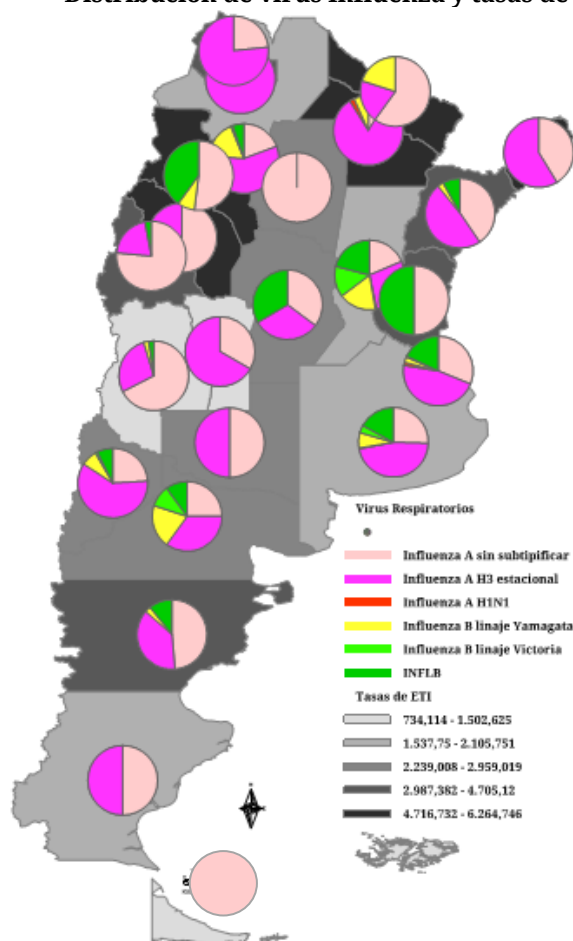 Distribución de virus influenza y tasas de
Virus Respiratorios
Influenza A sin subtipificar
Influenza A H3 estacional
Influenza A H1N1
Influenza B linaje Yamagata
Influenza B linaje Victoria
INFLB
Tasas de ETI
734,114 - 1.502,625
1.537,75 - 2.105,751
2.239,008 - 2.959,019
2.987,382 - 4.705,12
4.716,732 - 6.264,746